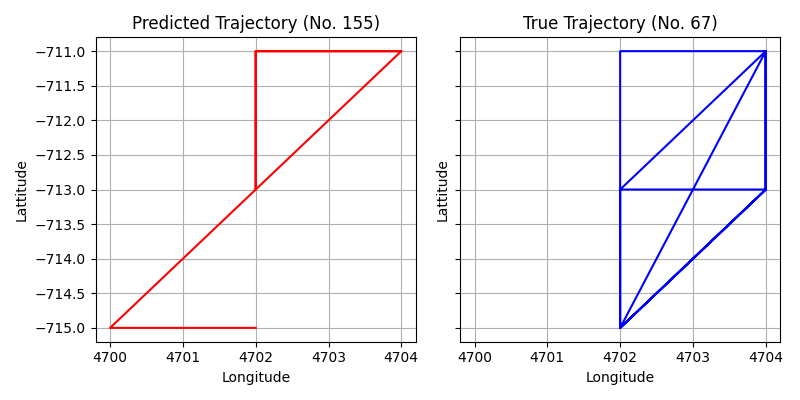 Predicted Trajectory (No. 155)
True Trajectory (No. 67)
−711.0
−711.5
−712.0
−712.5
−713.0
−713.5
−714.0
−714.5
−715.0
Lattitude
Lattitude
4700 4701 4702 4703 4704
4700 4701 4702 4703 4704
Longitude
Longitude